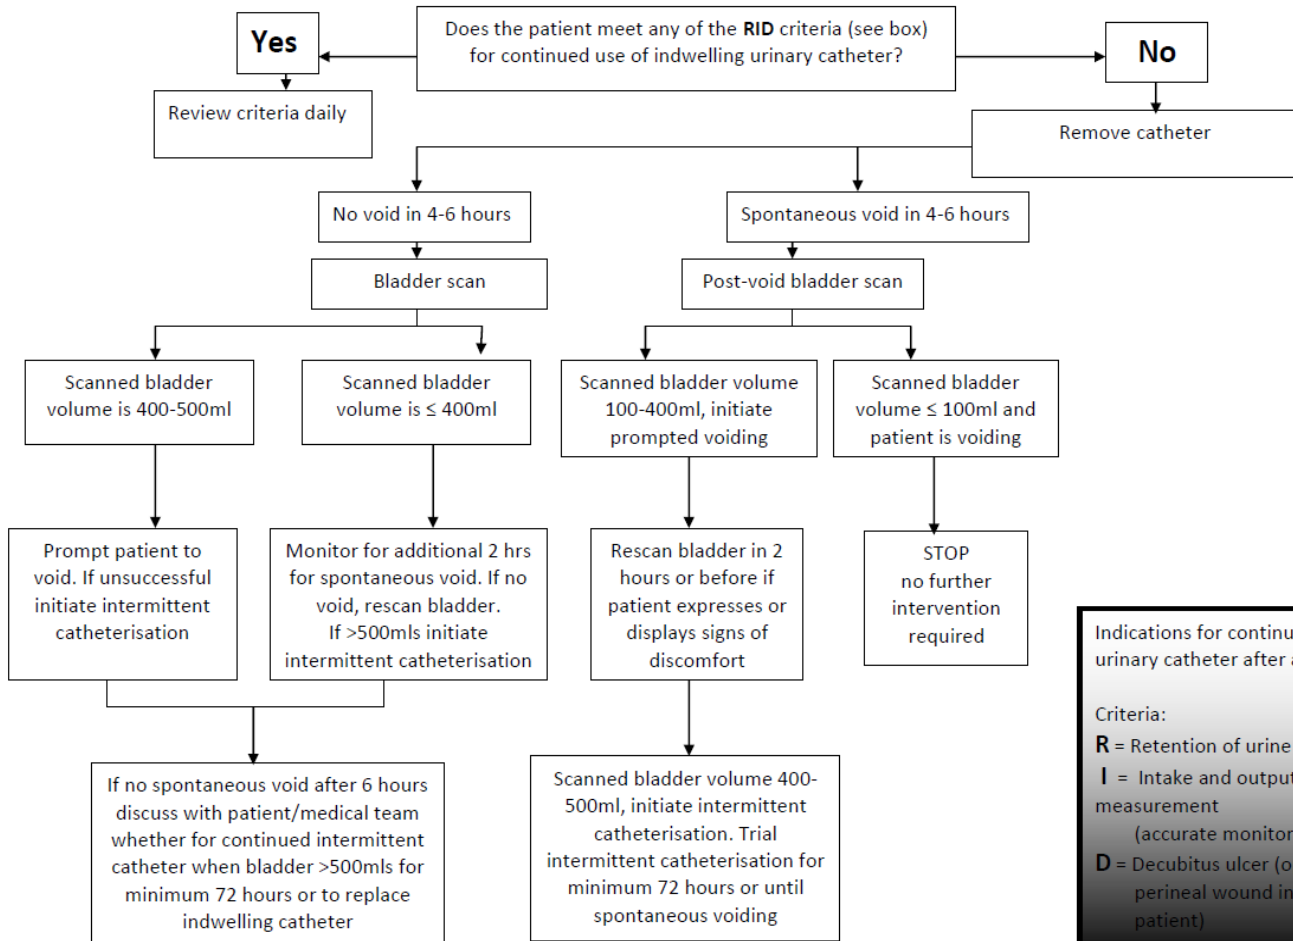 Does the patient meet any of the RID criteria (see box)
for continued use of indwelling urinary catheter?
Yes
No
Review criteria daily
Remove catheter
No void in 4-6 hours
Spontaneous void in 4-6 hours
Bladder scan
Post-void bladder scan
Scanned bladder
volume is 400-500ml
Scanned bladder
volume is ≤ 400ml
Scanned bladder volume
100-400ml, initiate
prompted voiding
Scanned bladder
volume ≤ 100ml and
patient is voiding
Prompt patient to
void. If unsuccessful
initiate intermittent
catheterisation
Monitor for additional 2 hrs
for spontaneous void. If no
void, rescan bladder.
If >500mls initiate
intermittent catheterisation
Rescan bladder in 2
hours or before if
patient expresses or
displays signs of
discomfort
STOP
no further
intervention
required
If no spontaneous void after 6 hours
discuss with patient/medical team
whether for continued intermittent
catheter when bladder >500mls for
minimum 72 hours or to replace
indwelling catheter
Scanned bladder volume 400-
500ml, initiate intermittent
catheterisation. Trial
intermittent catheterisation for
minimum 72 hours or until
spontaneous voiding
Indications for continu
urinary catheter after a
Criteria:
R = Retention of urine
I = Intake and output
measurement
(accurate monitor
D = Decubitus ulcer (o
perineal wound in
patient)